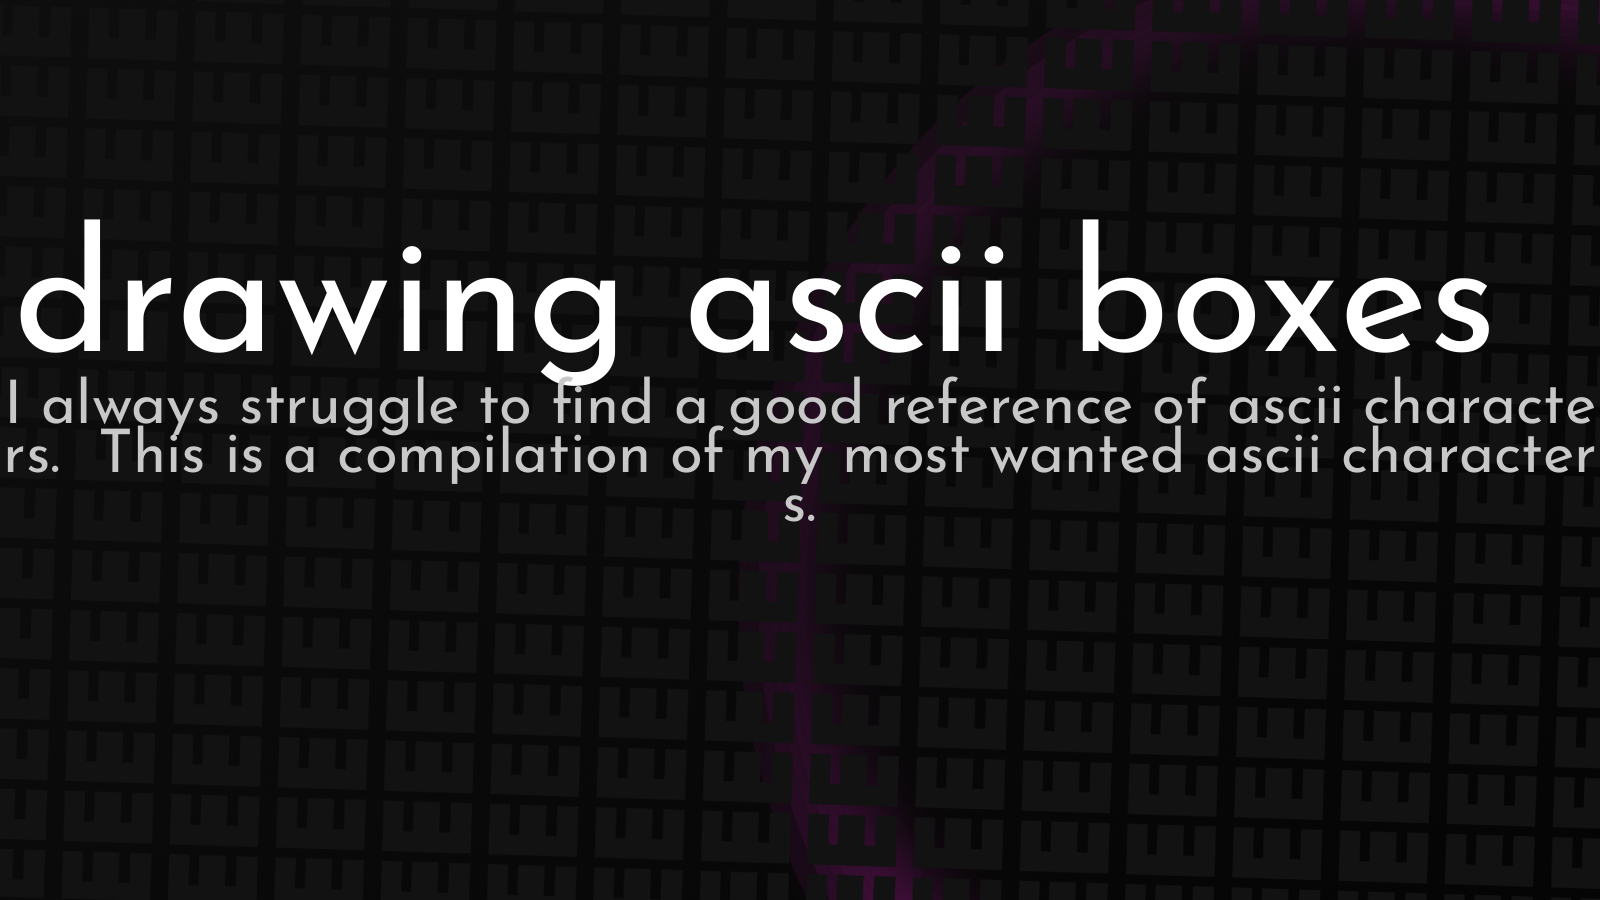 drawing ascii boxes
I always struggle to find a good reference of ascii characte
rs.  This is a compilation of my most wanted ascii character
s.